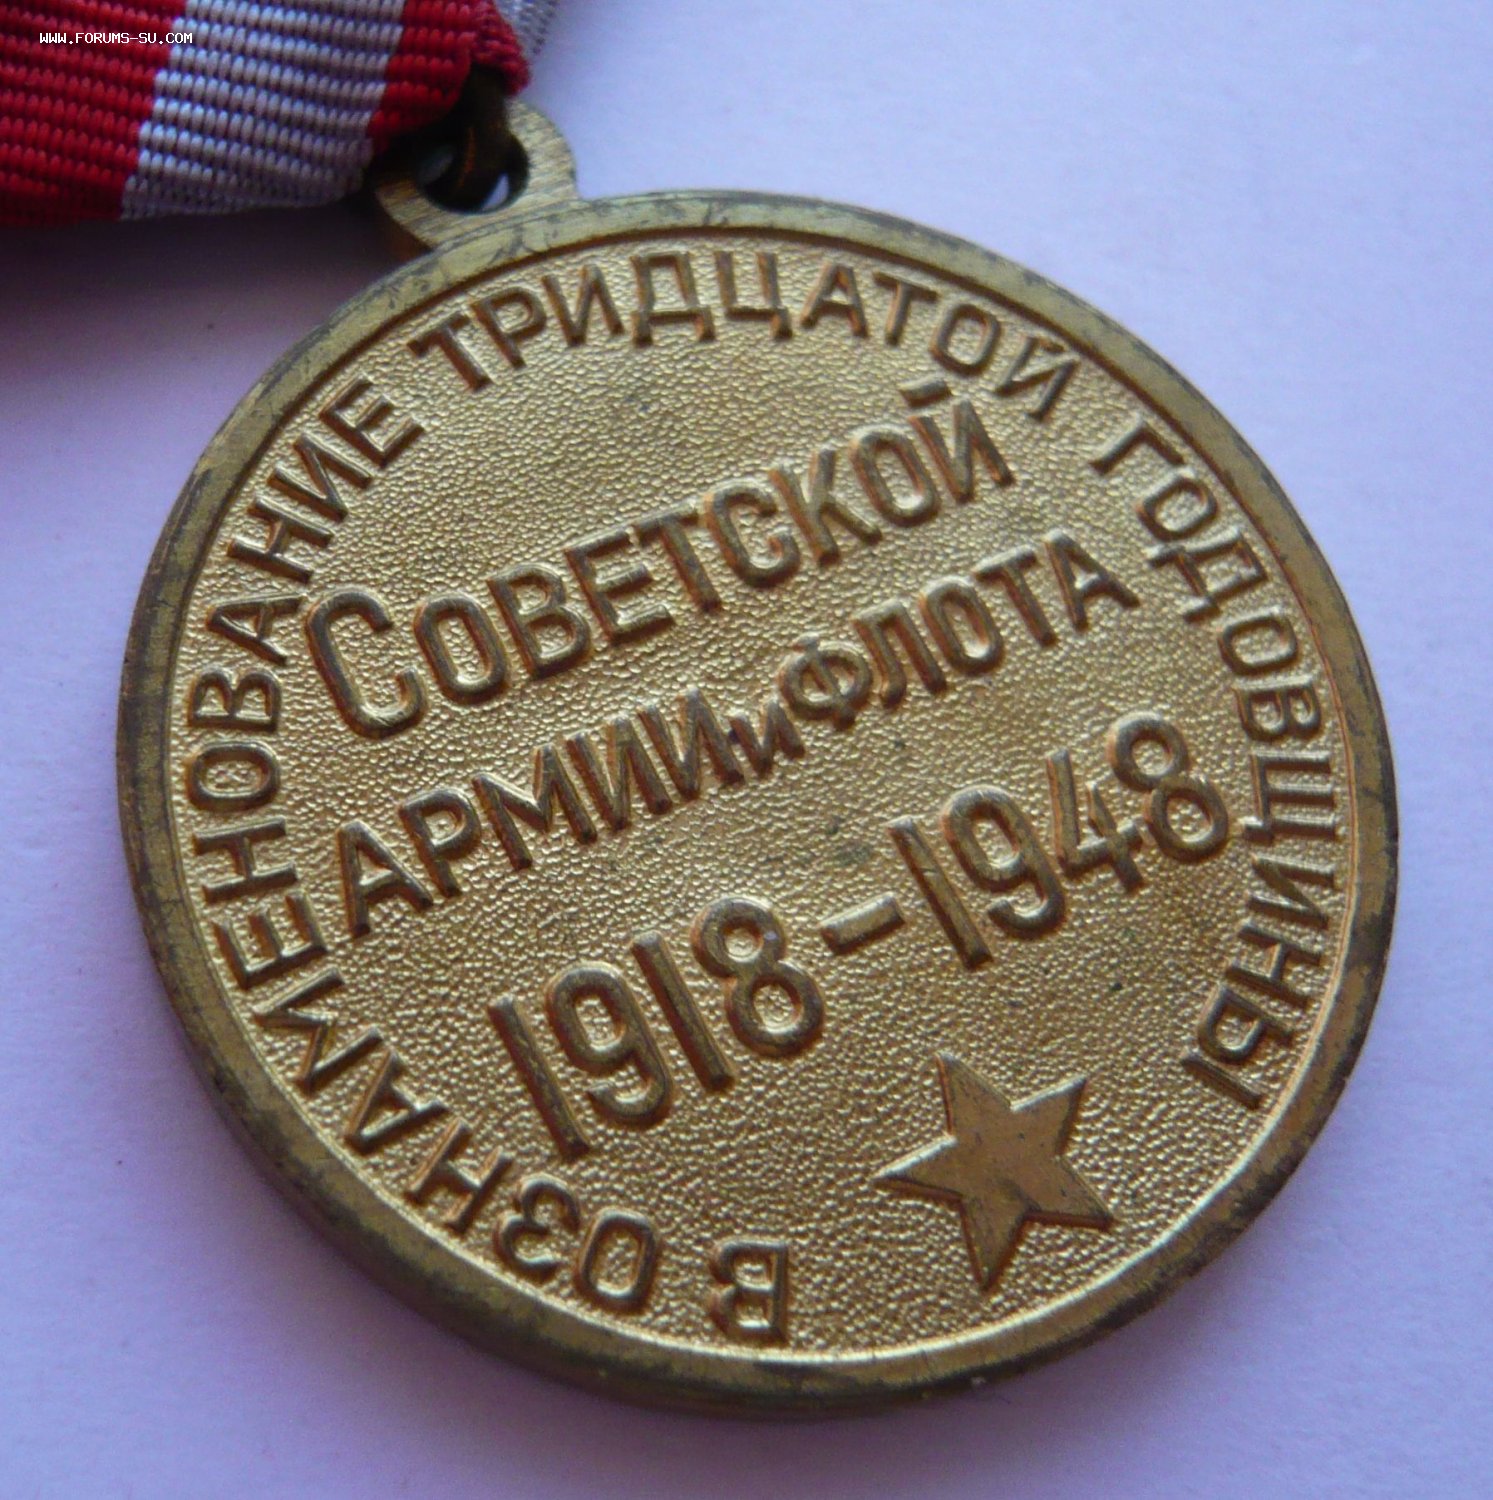 WWW.FORUMS-SU.COM
В ОЗНАМЕНОВАНИЕ ТРИДЦАТОЙ ГОДОВЩИНЫ
СОВЕТСКОЙ
АРМИИ и ФЛОТА
1918-1948